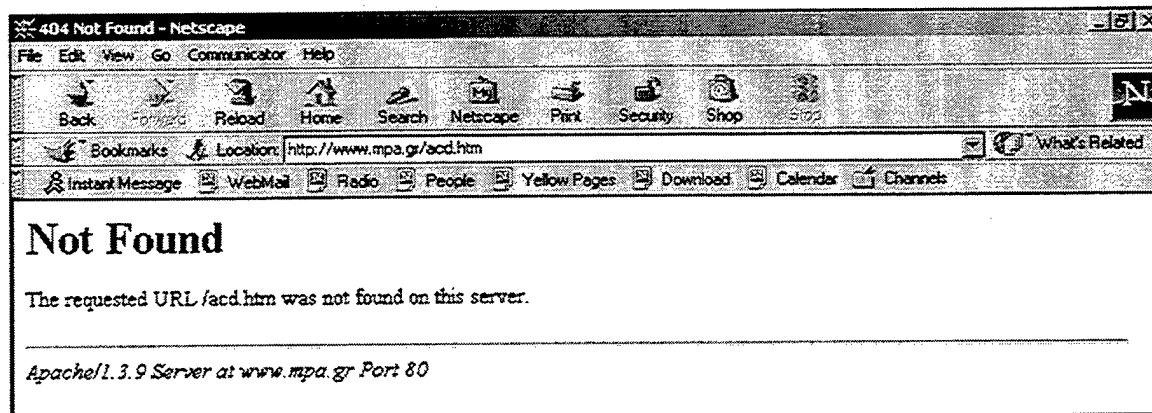 404 Not Found - Netscape
File Edit View Go Communicator Help
Back Forward Reload Home Search Netscape Print Security Shop Stop
Bookmarks Location: http://www.mpa.gr/acd.htm What's Related
Instant Message WebMail Radio People Yellow Pages Download Calendar Channels
Not Found
The requested URL /acd.htm was not found on this server.
Apache/1.3.9 Server at www.mpa.gr Port 80